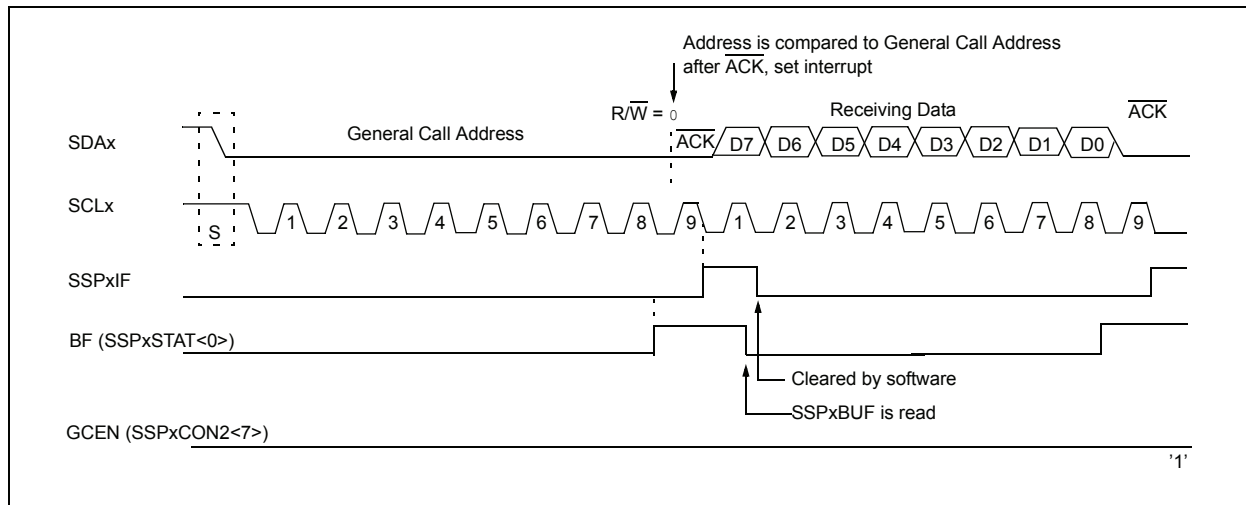 Address is compared to General Call Address
after ACK, set interrupt
R/W = 0
General Call Address
Receiving Data
ACK
SDAx
ACK
D7 D6 D5 D4 D3 D2 D1 D0
SCLx
S
1 2 3 4 5 6 7 8 9 1 2 3 4 5 6 7 8 9
SSPxIF
BF (SSPxSTAT<0>)
Cleared by software
SSPxBUF is read
GCEN (SSPxCON2<7>)
'1'